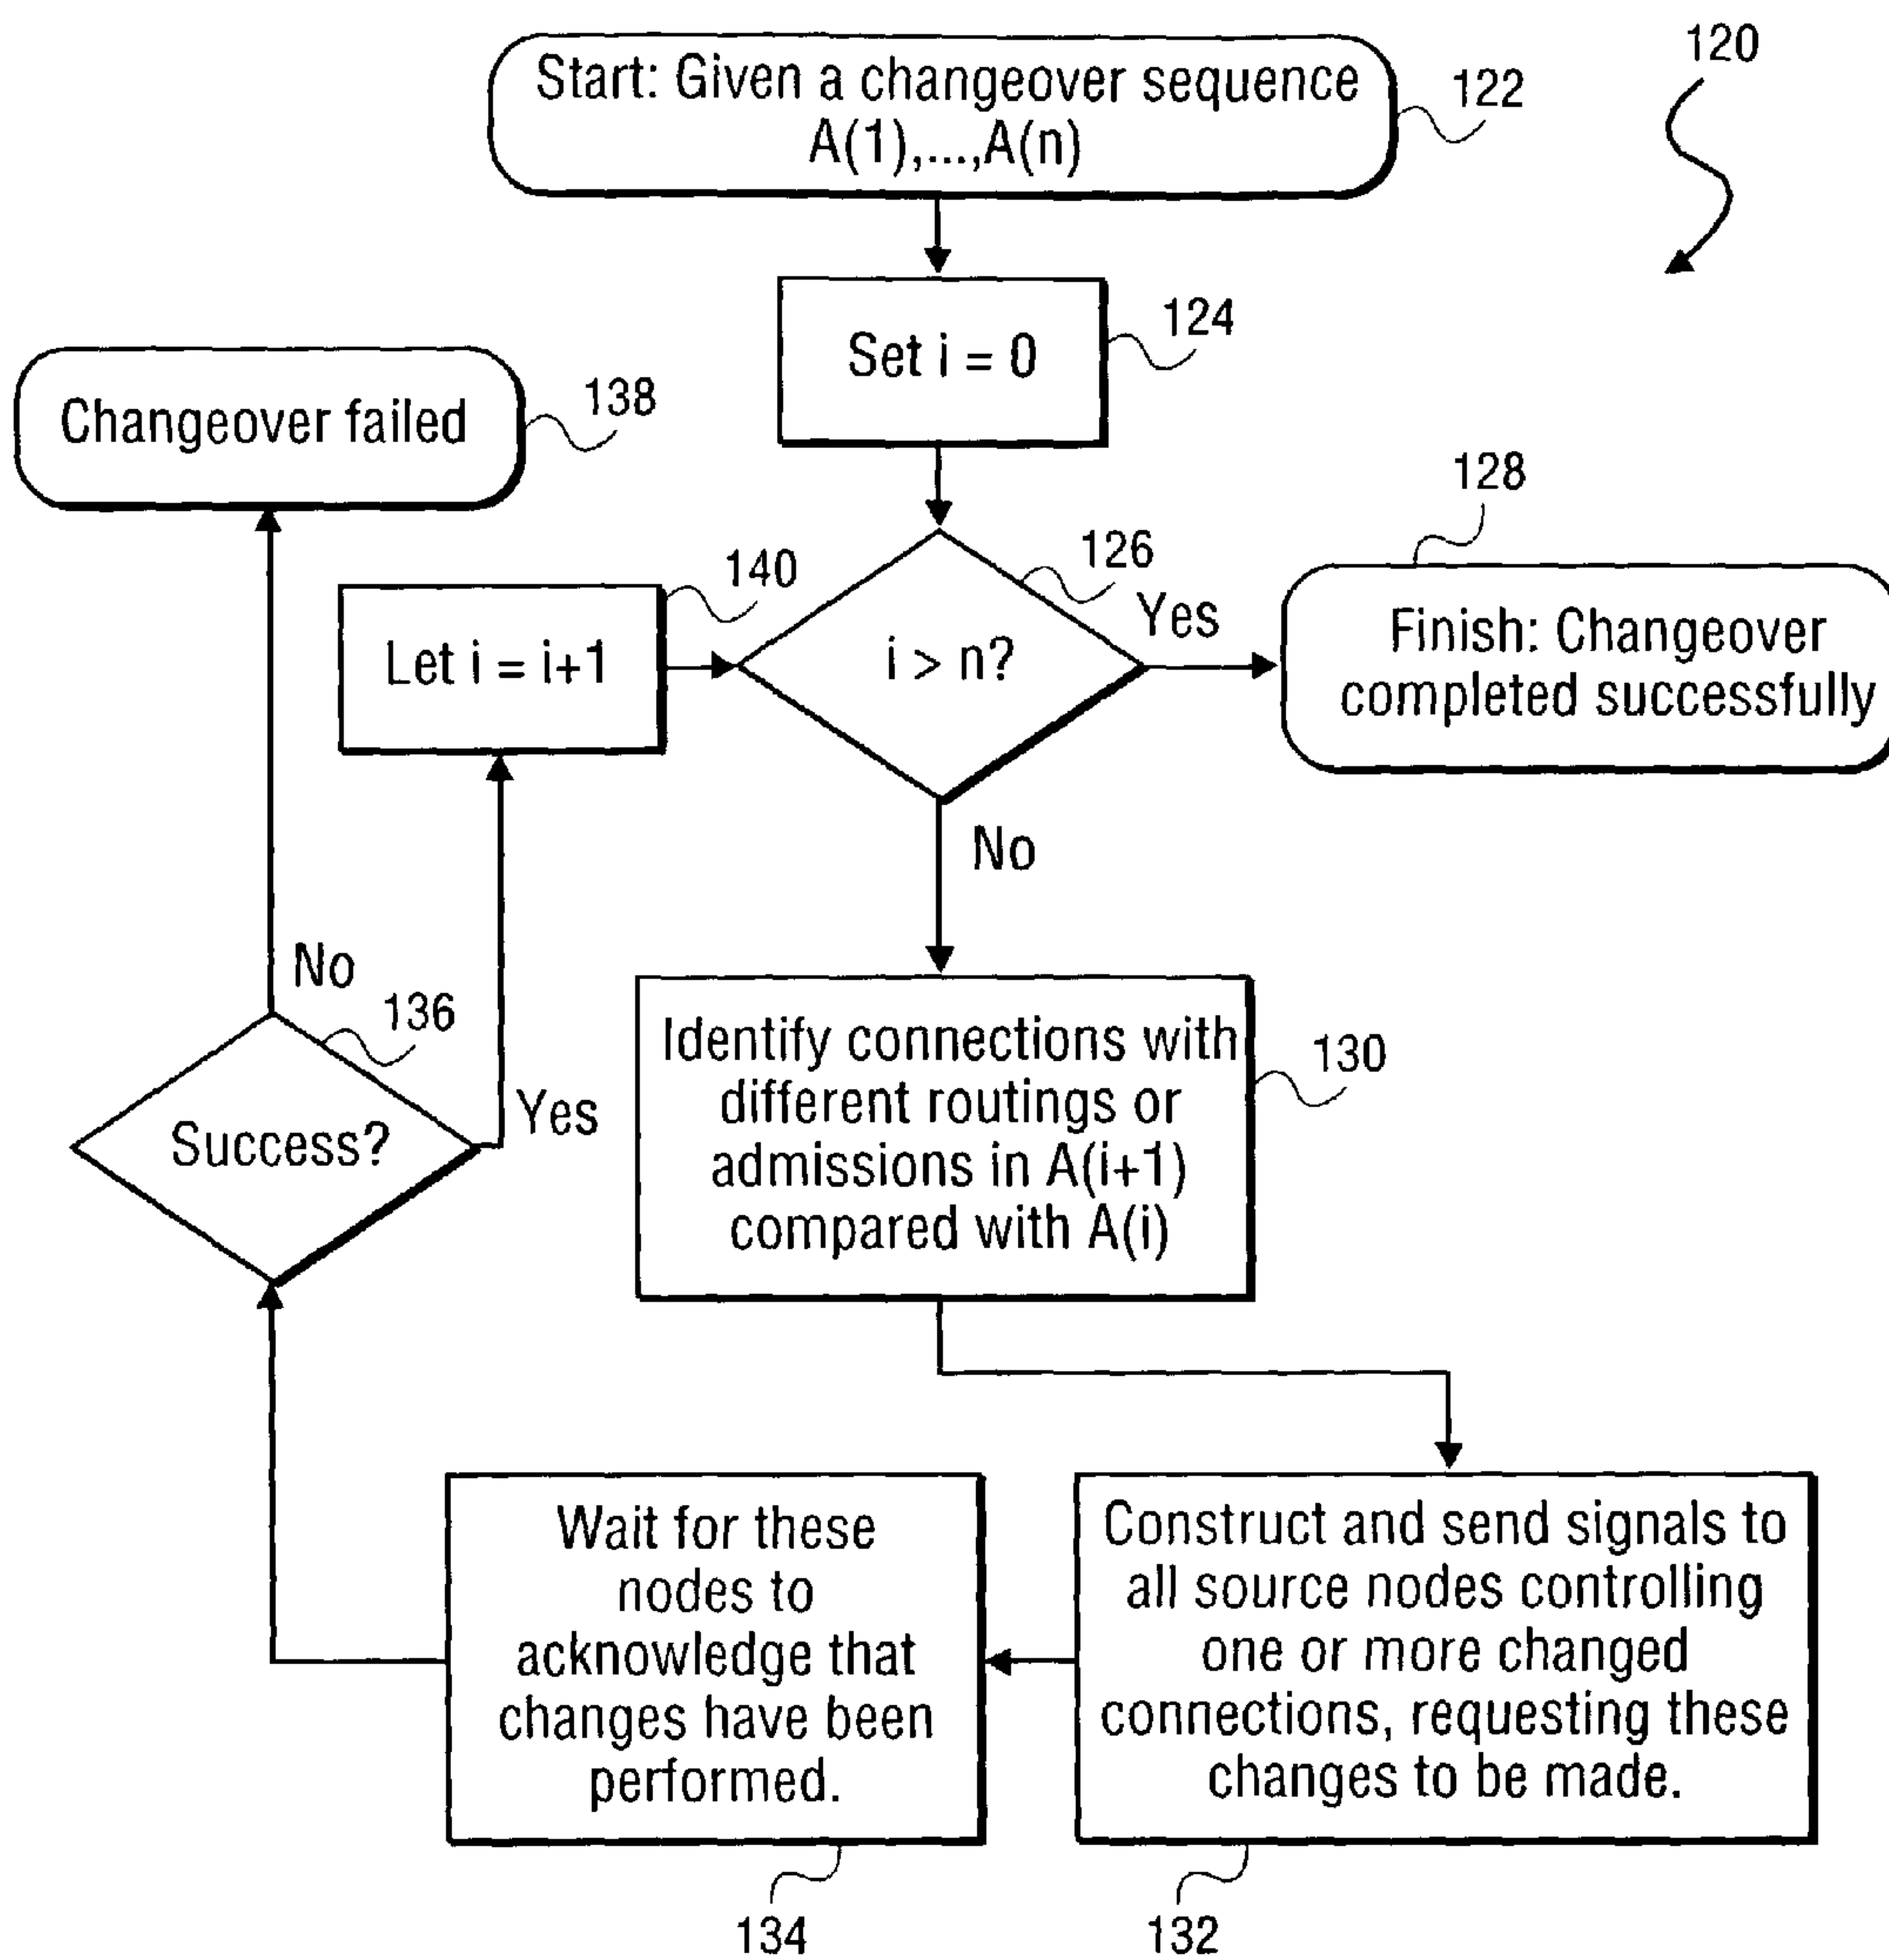 120
Start: Given a changeover sequence
A(1),...,A(n)
122
Set i = 0
124
Changeover failed
138
128
Finish: Changeover
completed successfully
126
i > n?
Yes
No
140
Let i = i+1
No
136
Success?
Yes
Identify connections with
different routings or
admissions in A(i+1)
compared with A(i)
130
Wait for these
nodes to
acknowledge that
changes have been
performed.
134
Construct and send signals to
all source nodes controlling
one or more changed
connections, requesting these
changes to be made.
132